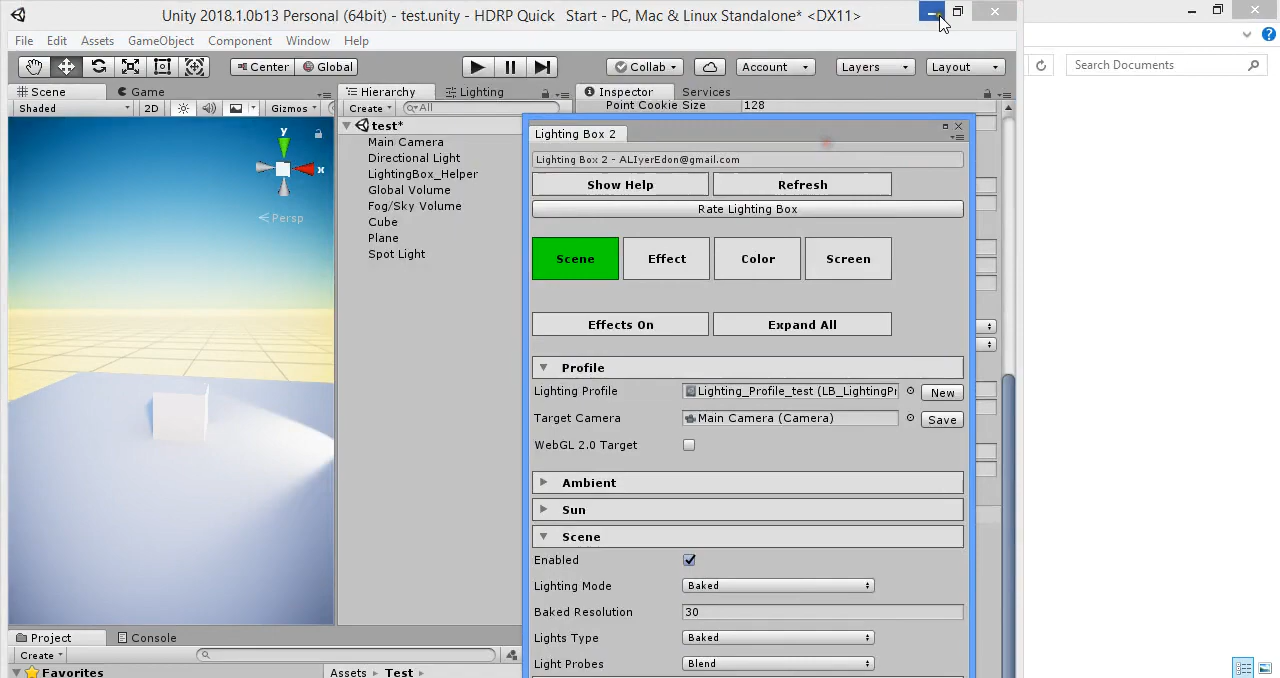 Unity 2018.1.0b13 Personal (64bit) - test.unity - HDRP Quick Start - PC, Mac & Linux Standalone* <DX11>
File Edit Assets GameObject Component Window Help
Center Global Collab Account Layers Layout
Search Documents
Scene Game Hierarchy Lighting Inspector Services
Shaded 2D Gizmos Create All Point Cookie Size 128
test*
Main Camera
Directional Light
LightingBox_Helper
Global Volume
Fog/Sky Volume
Cube
Plane
Spot Light
y
x
Persp
Lighting Box 2
Lighting Box 2 - ALIyerEdon@gmail.com
Show Help Refresh
Rate Lighting Box
Scene Effect Color Screen
Effects On Expand All
Profile
Lighting Profile Lighting_Profile_test (LB_LightingPr New
Target Camera Main Camera (Camera) Save
WebGL 2.0 Target
Ambient
Sun
Scene
Enabled
Lighting Mode Baked
Baked Resolution 30
Lights Type Baked
Light Probes Blend
Project Console
Create
Favorites Assets Test